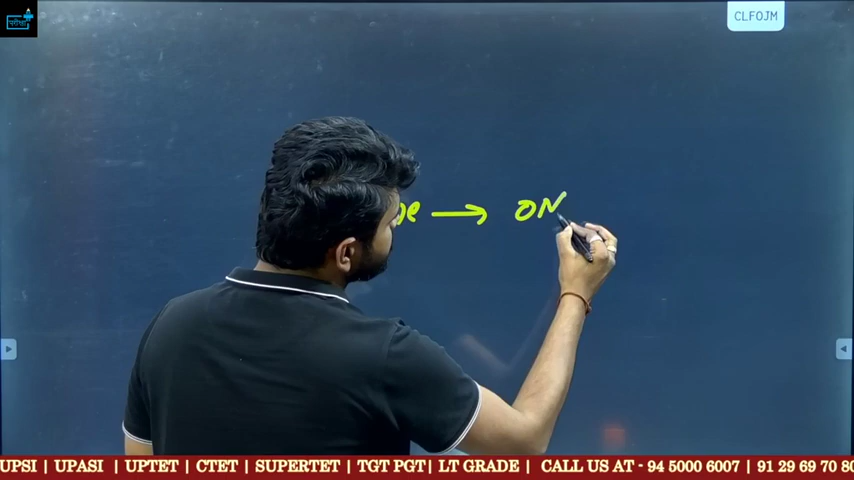 परीक्षा
CLFOJM
→ ON
UPSI | UPASI | UPTET | CTET | SUPERTET | TGT PGT| LT GRADE | CALL US AT - 94 5000 6007 | 91 29 69 70 80